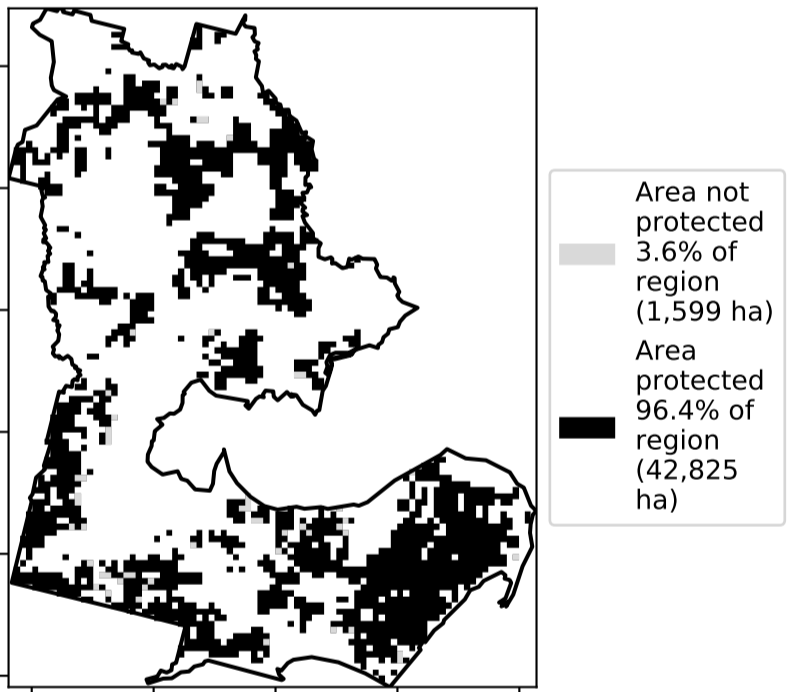 Area not
protected
3.6% of
region
(1,599 ha)
Area
protected
96.4% of
region
(42,825
ha)